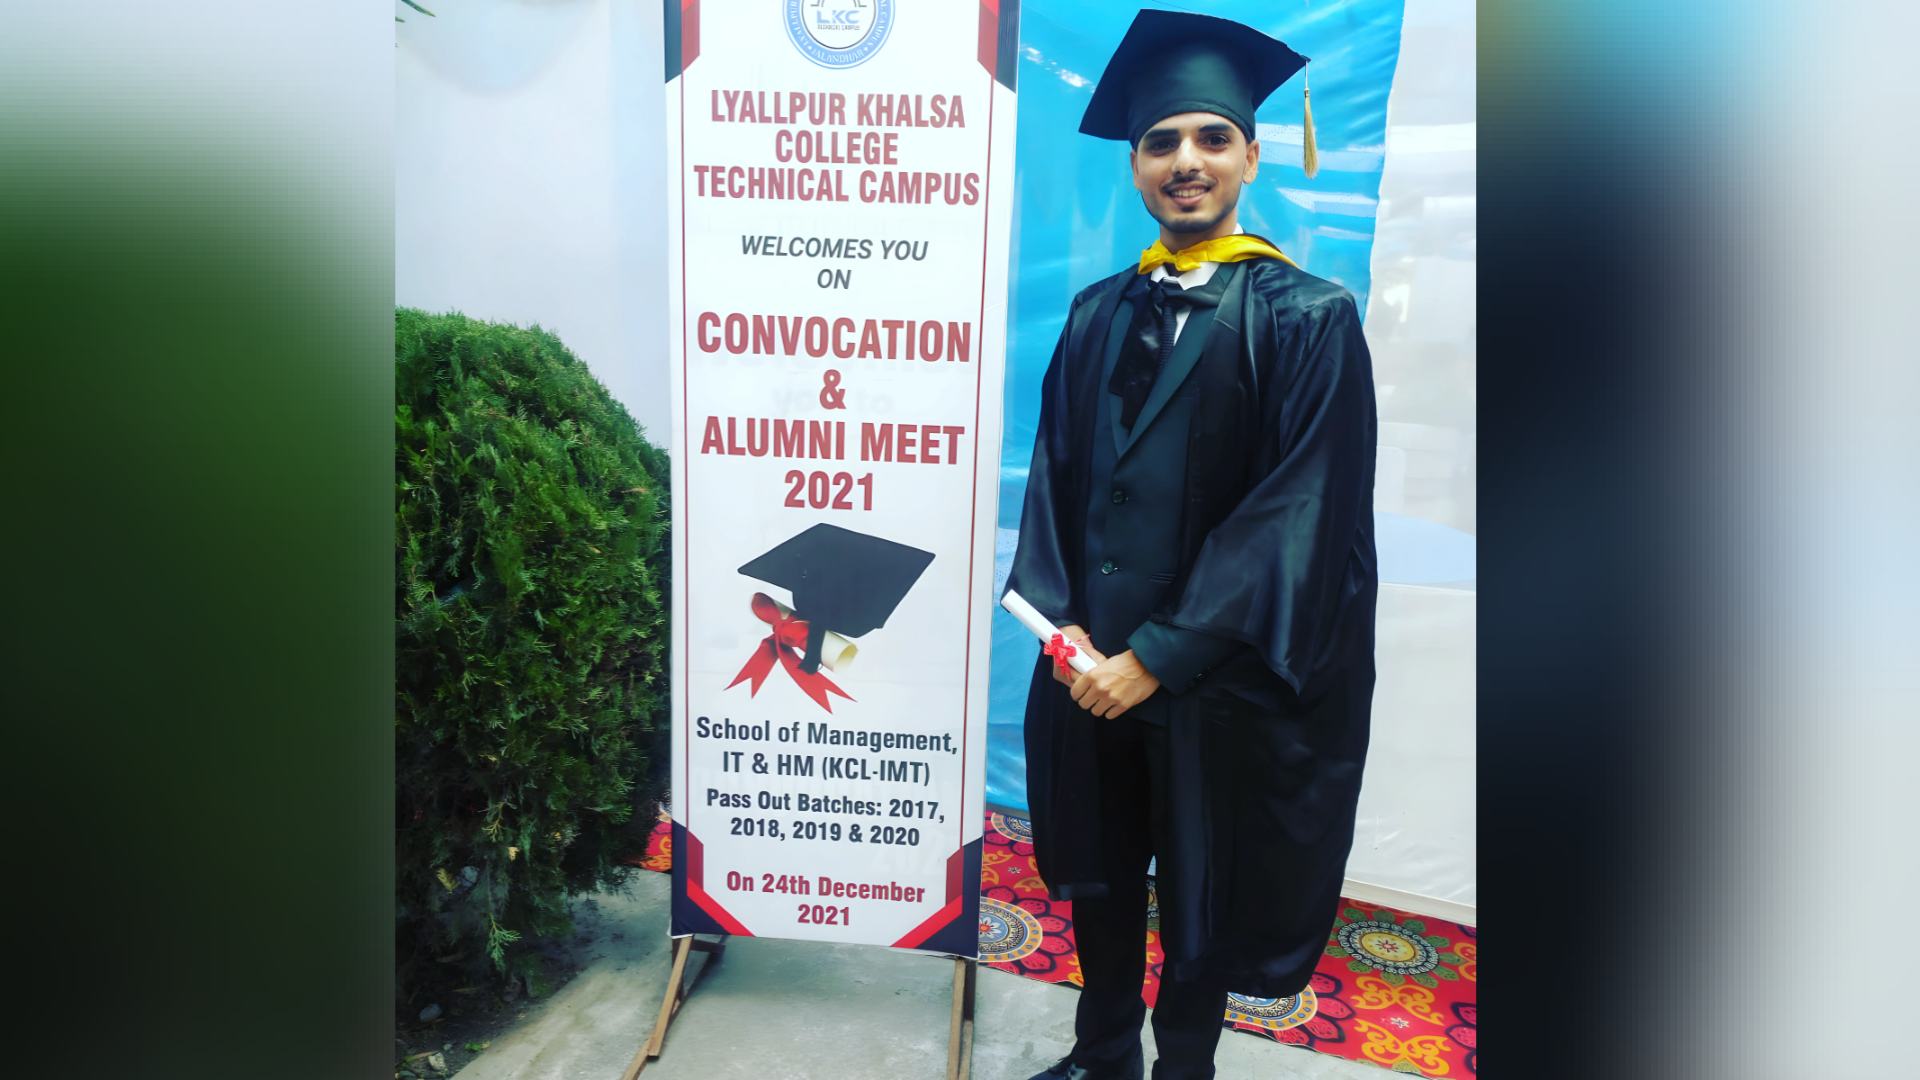 LKC
JALANDHAR
LYALLPUR KHALSA
COLLEGE
TECHNICAL CAMPUS
WELCOMES YOU
ON
CONVOCATION
&
ALUMNI MEET
2021
School of Management,
IT & HM (KCL-IMT)
Pass Out Batches: 2017,
2018, 2019 & 2020
On 24th December
2021